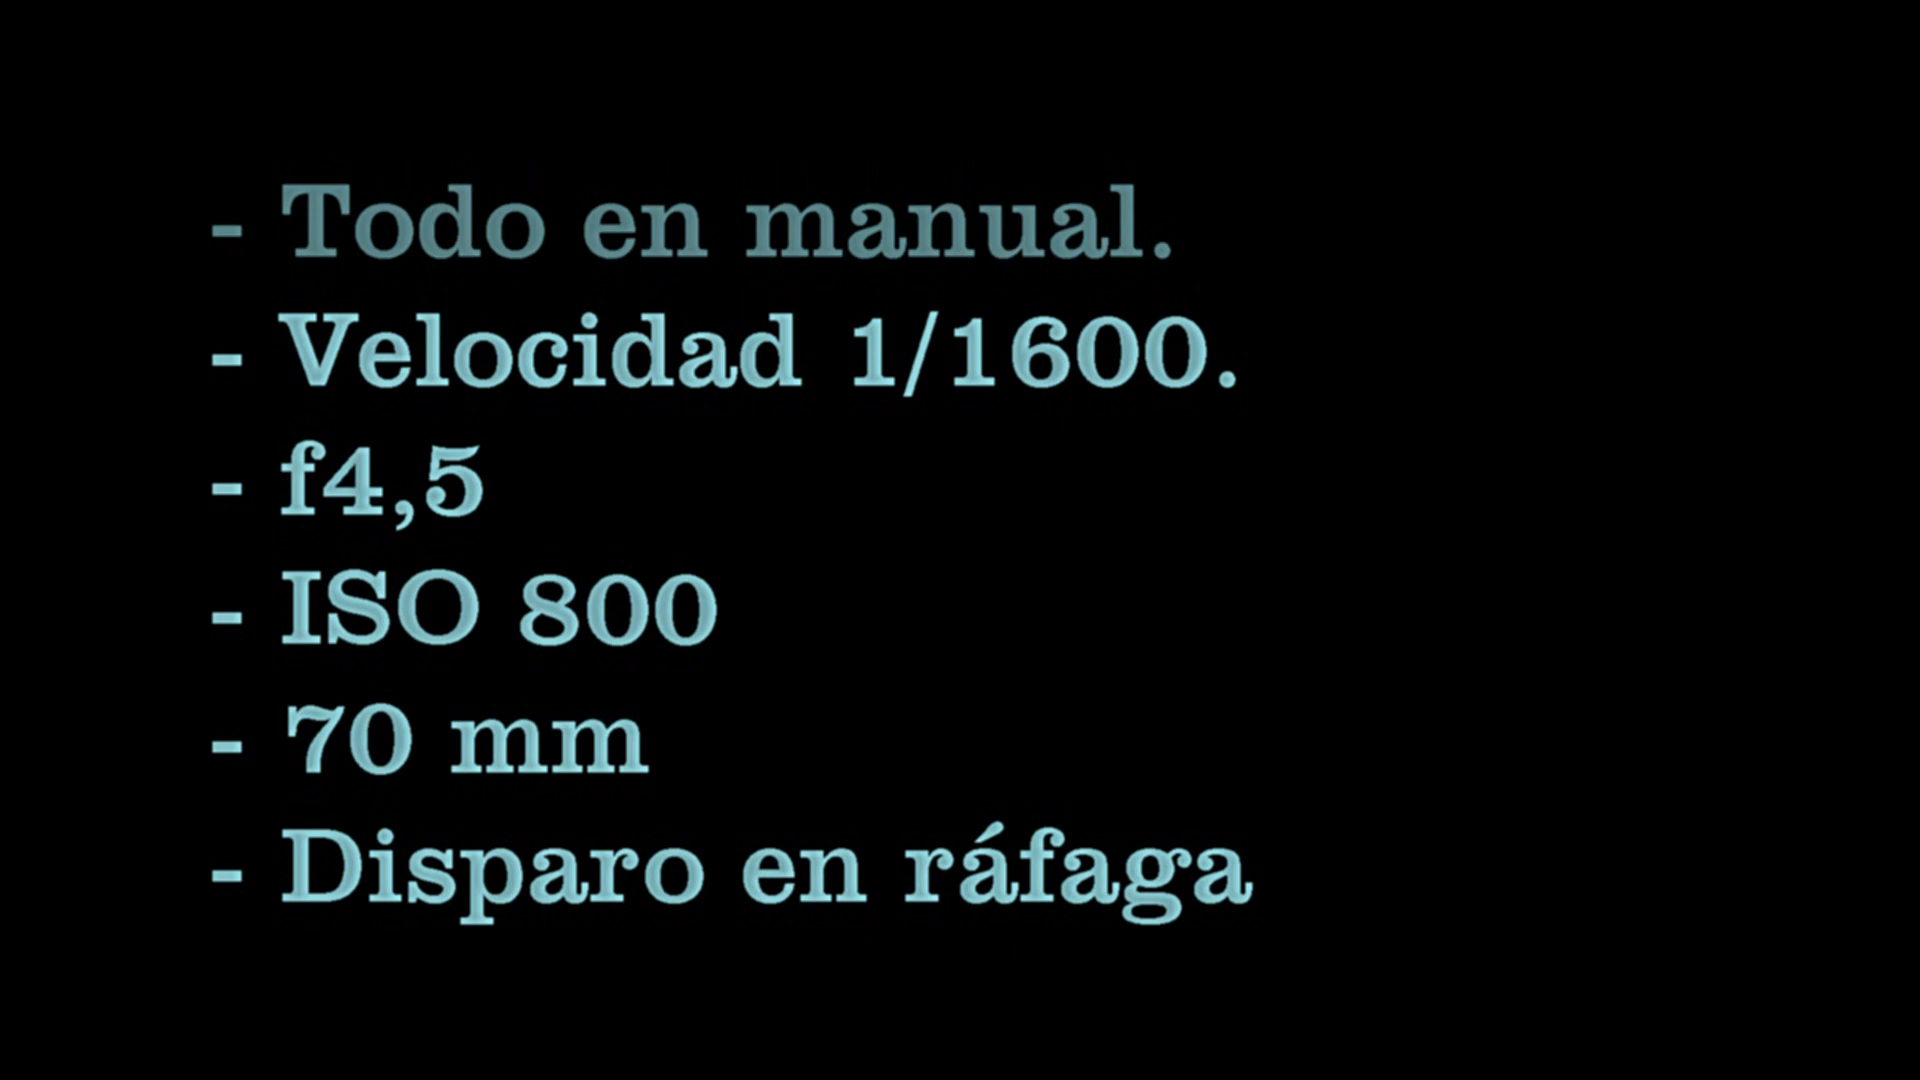 - Todo en manual.
- Velocidad 1/1600.
- f4,5
- ISO 800
- 70 mm
- Disparo en ráfaga